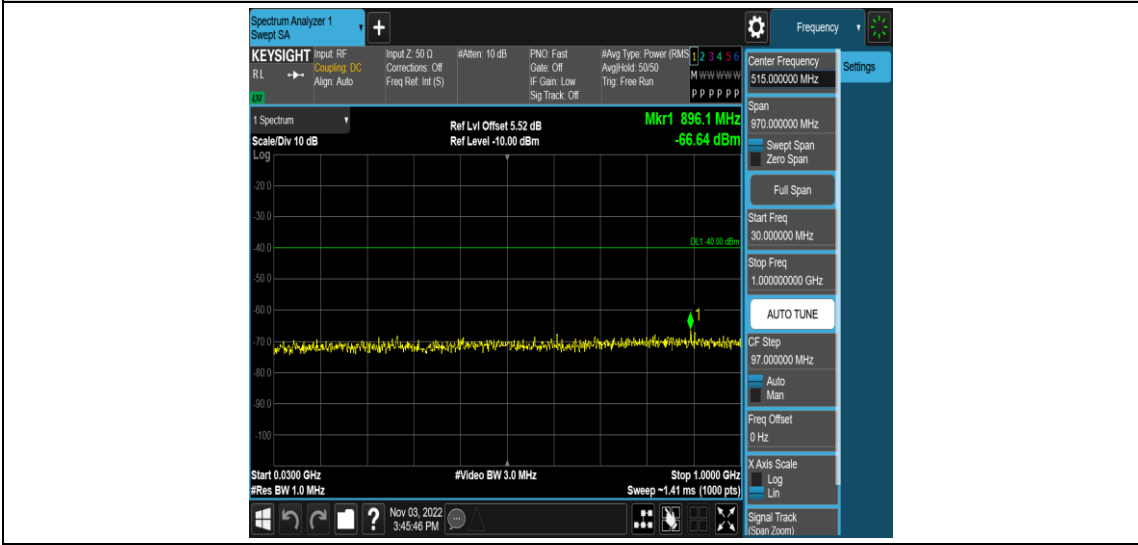 Spectrum Analyzer 1
Swept SA
+
Frequency
KEYSIGHT
R L
LM
Input: RF
Coupling: DC
Align: Auto
Input Z: 50 Ω
Corrections: Off
Freq Ref: Int (S)
#Atten: 10 dB
PNO: Fast
Gate: Off
IF Gain: Low
Sig Track: Off
#Avg Type: Power (RMS
Avg|Hold: 50/50
Trig: Free Run
1 2 3 4 5 6
M W W W W W
P P P P P P
1 Spectrum
Scale/Div 10 dB
Log
Ref Lvl Offset 5.52 dB
Ref Level -10.00 dBm
Mkr1 896.1 MHz
-66.64 dBm
-20.0
-30.0
-40.0
DL1 -40.00 dBm
-50.0
-60.0
1
-70.0
-80.0
-90.0
-100
Start 0.0300 GHz
#Res BW 1.0 MHz
#Video BW 3.0 MHz
Stop 1.0000 GHz
Sweep ~1.41 ms (1000 pts)
?
Nov 03, 2022
3:45:46 PM
Center Frequency
515.000000 MHz
Settings
Span
970.000000 MHz
Swept Span
Zero Span
Full Span
Start Freq
30.000000 MHz
Stop Freq
1.000000000 GHz
AUTO TUNE
CF Step
97.000000 MHz
Auto
Man
Freq Offset
0 Hz
X Axis Scale
Log
Lin
Signal Track
(Span Zoom)